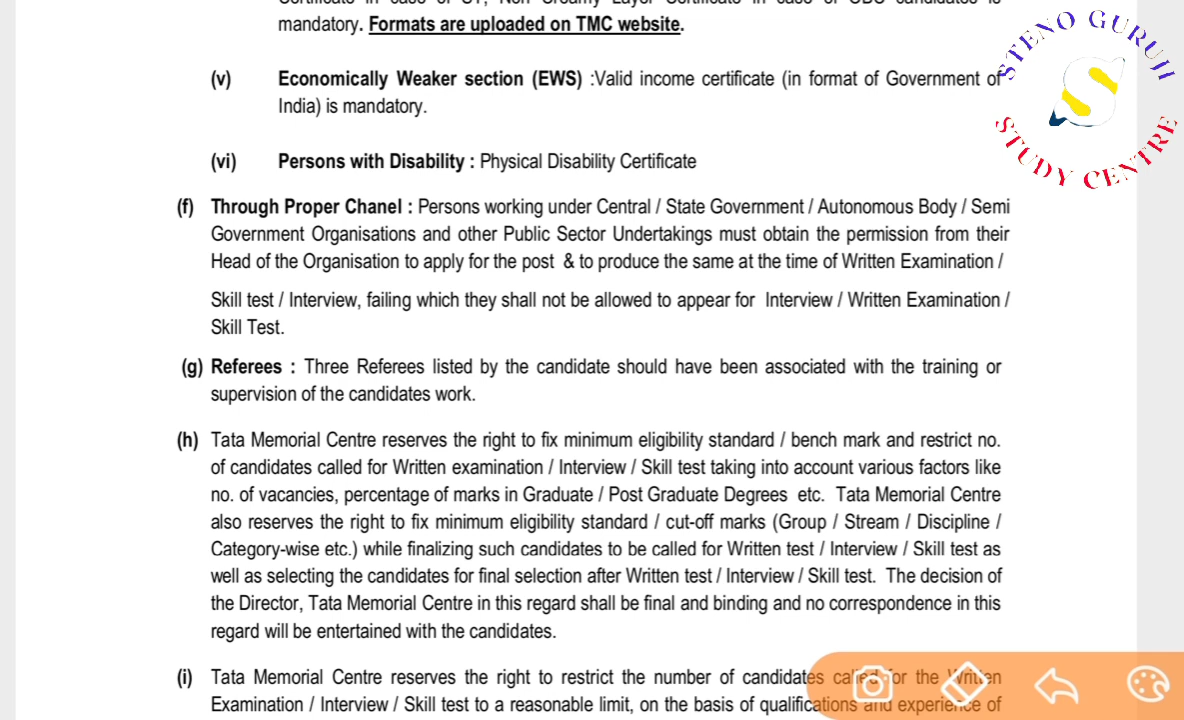 mandatory. Formats are uploaded on TMC website.
(v) Economically Weaker section (EWS) :Valid income certificate (in format of Government of
India) is mandatory.
(vi) Persons with Disability : Physical Disability Certificate
(f) Through Proper Chanel : Persons working under Central / State Government / Autonomous Body / Semi
Government Organisations and other Public Sector Undertakings must obtain the permission from their
Head of the Organisation to apply for the post & to produce the same at the time of Written Examination /
Skill test / Interview, failing which they shall not be allowed to appear for Interview / Written Examination /
Skill Test.
(g) Referees : Three Referees listed by the candidate should have been associated with the training or
supervision of the candidates work.
(h) Tata Memorial Centre reserves the right to fix minimum eligibility standard / bench mark and restrict no.
of candidates called for Written examination / Interview / Skill test taking into account various factors like
no. of vacancies, percentage of marks in Graduate / Post Graduate Degrees etc. Tata Memorial Centre
also reserves the right to fix minimum eligibility standard / cut-off marks (Group / Stream / Discipline /
Category-wise etc.) while finalizing such candidates to be called for Written test / Interview / Skill test as
well as selecting the candidates for final selection after Written test / Interview / Skill test. The decision of
the Director, Tata Memorial Centre in this regard shall be final and binding and no correspondence in this
regard will be entertained with the candidates.
(i) Tata Memorial Centre reserves the right to restrict the number of candidates called for the Written
Examination / Interview / Skill test to a reasonable limit, on the basis of qualifications and experience of
STENO GURUJI
S
STUDY CENTRE